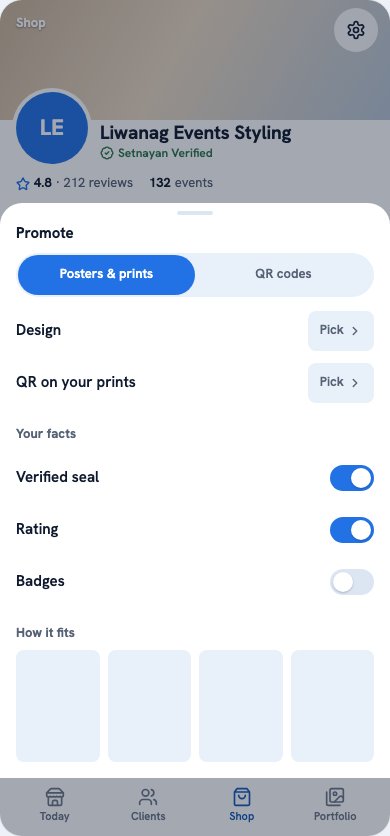 Shop
LE
Liwanag Events Styling
Setnayan Verified
4.8 · 212 reviews 132 events
Promote
Posters & prints QR codes
Design Pick
QR on your prints Pick
Your facts
Verified seal
Rating
Badges
How it fits
Today Clients Shop Portfolio